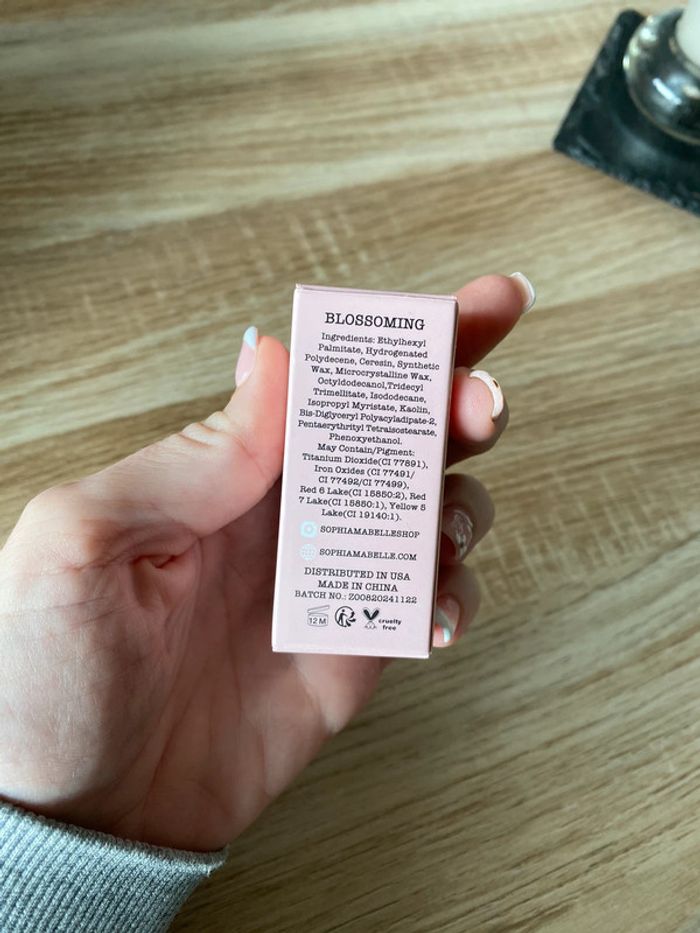 BLOSSOMING
Ingredients: Ethylhexyl
Palmitate, Hydrogenated
Polydecene, Ceresin, Synthetic
Wax, Microcrystalline Wax,
Octyldodecanol,Tridecyl
Trimellitate, Isododecane,
Isopropyl Myristate, Kaolin,
Bis-Diglyceryl Polyacyladipate-2,
Pentaerythrityl Tetraisostearate,
Phenoxyethanol.
May Contain/Pigment:
Titanium Dioxide(CI 77891),
Iron Oxides (CI 77491/
CI 77492/CI 77499),
Red 6 Lake(CI 15850:2), Red
7 Lake(CI 15850:1), Yellow 5
Lake(CI 19140:1).
SOPHIAMABELLESHOP
SOPHIAMABELLE.COM
DISTRIBUTED IN USA
MADE IN CHINA
BATCH NO.: Z00820241122
12 M
cruelty
free